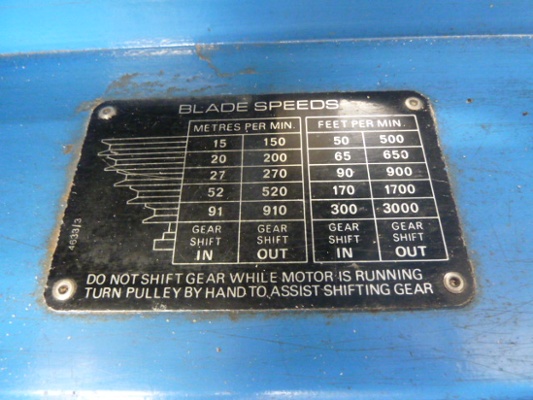 BLADE SPEEDS
METRES PER MIN. FEET PER MIN.
15 150 50 500
20 200 65 650
27 270 90 900
52 520 170 1700
91 910 300 3000
GEAR GEAR GEAR GEAR
SHIFT SHIFT SHIFT SHIFT
IN OUT IN OUT
4633/3
DO NOT SHIFT GEAR WHILE MOTOR IS RUNNING
TURN PULLEY BY HAND TO ASSIST SHIFTING GEAR